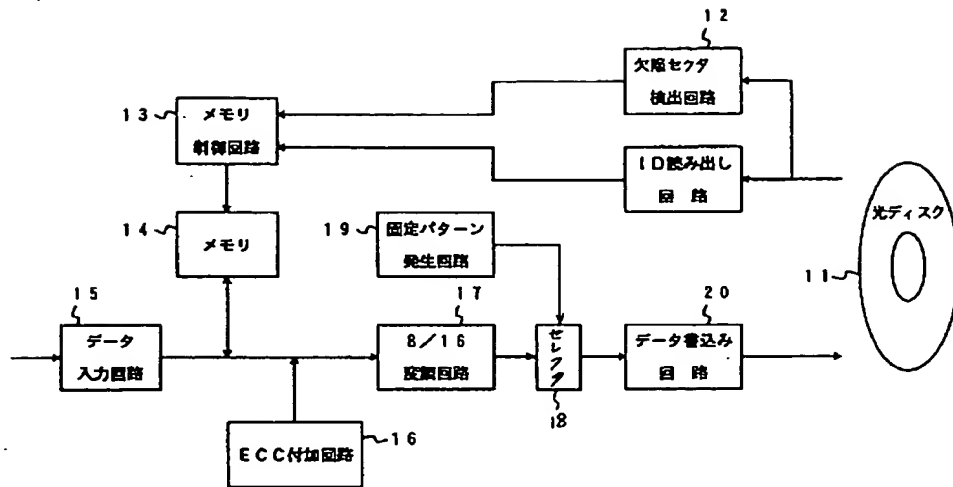 12
欠陥セクタ
検出回路
13
メモリ
制御回路
ID読み出し
回路
光ディスク
14
メモリ
19
固定パターン
発生回路
11
15
データ
入力回路
17
8/16
変調回路
セレクタ
18
20
データ書込み
回路
ECC付加回路
16